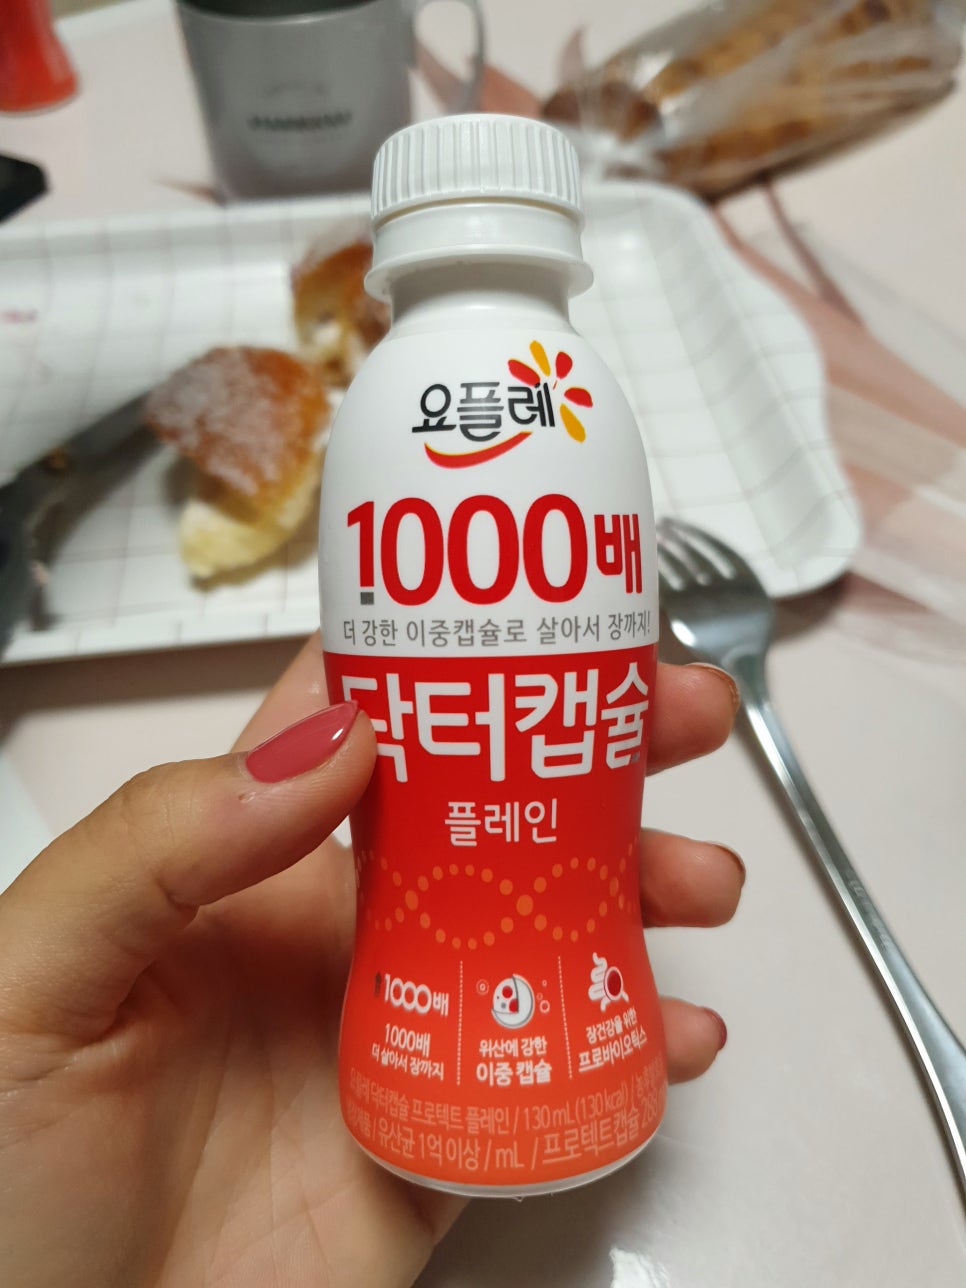 요플레
1000배
더 강한 이중캡슐로 살아서 장까지!
닥터캡슐
플레인
1000배
1000배
더 살아서 장까지
위산에 강한
이중 캡슐
장건강을 위한
프로바이오틱스
요플레 닥터캡슐 프로텍트 플레인 / 130 mL (130 kcal) /
유산균 1억 이상 / mL / 프로텍트캡슐